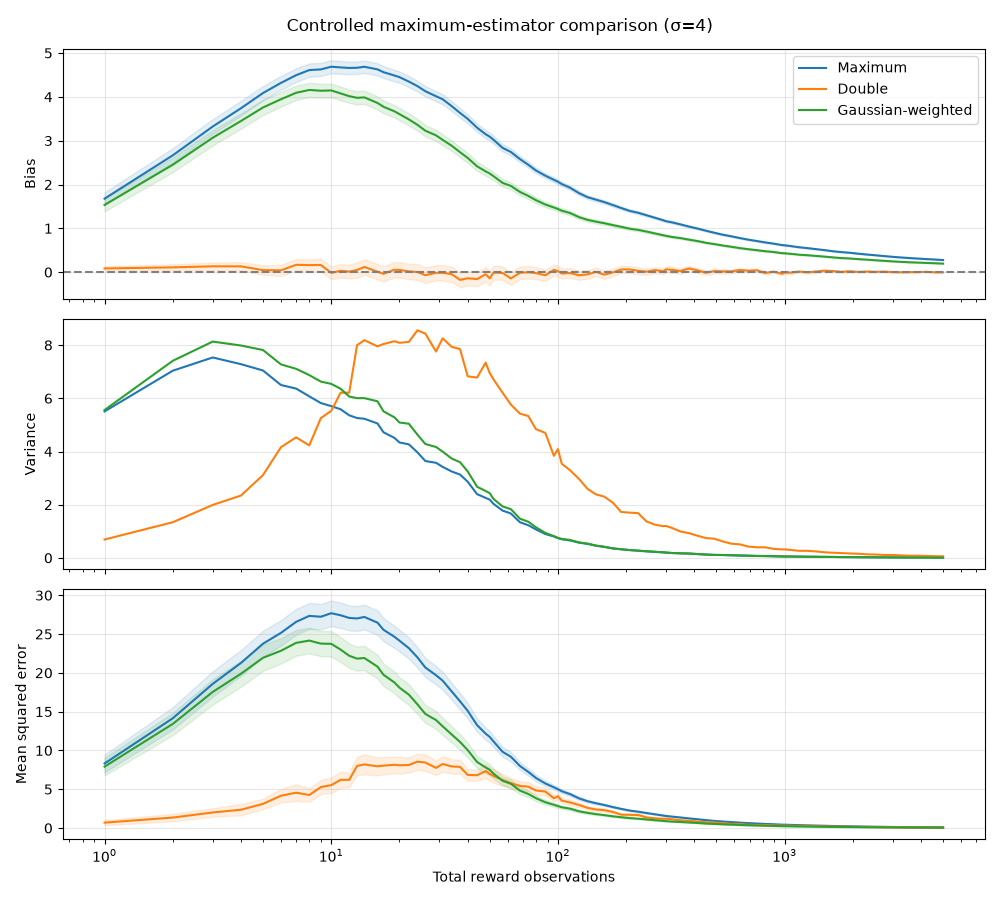 Controlled maximum-estimator comparison (σ=4)
5
4
3
2
1
0
Bias
Maximum
Double
Gaussian-weighted
8
6
4
2
0
Variance
30
25
20
15
10
5
0
Mean squared error
10⁰
10¹
10²
10³
Total reward observations